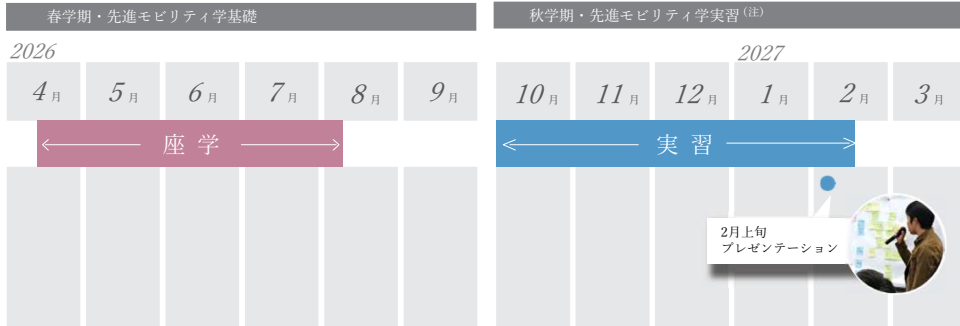 春学期・先進モビリティ学基礎
秋学期・先進モビリティ学実習（注）
2026
2027
4月 5月 6月 7月 8月 9月 10月 11月 12月 1月 2月 3月
座学
実習
2月上旬
プレゼンテーション